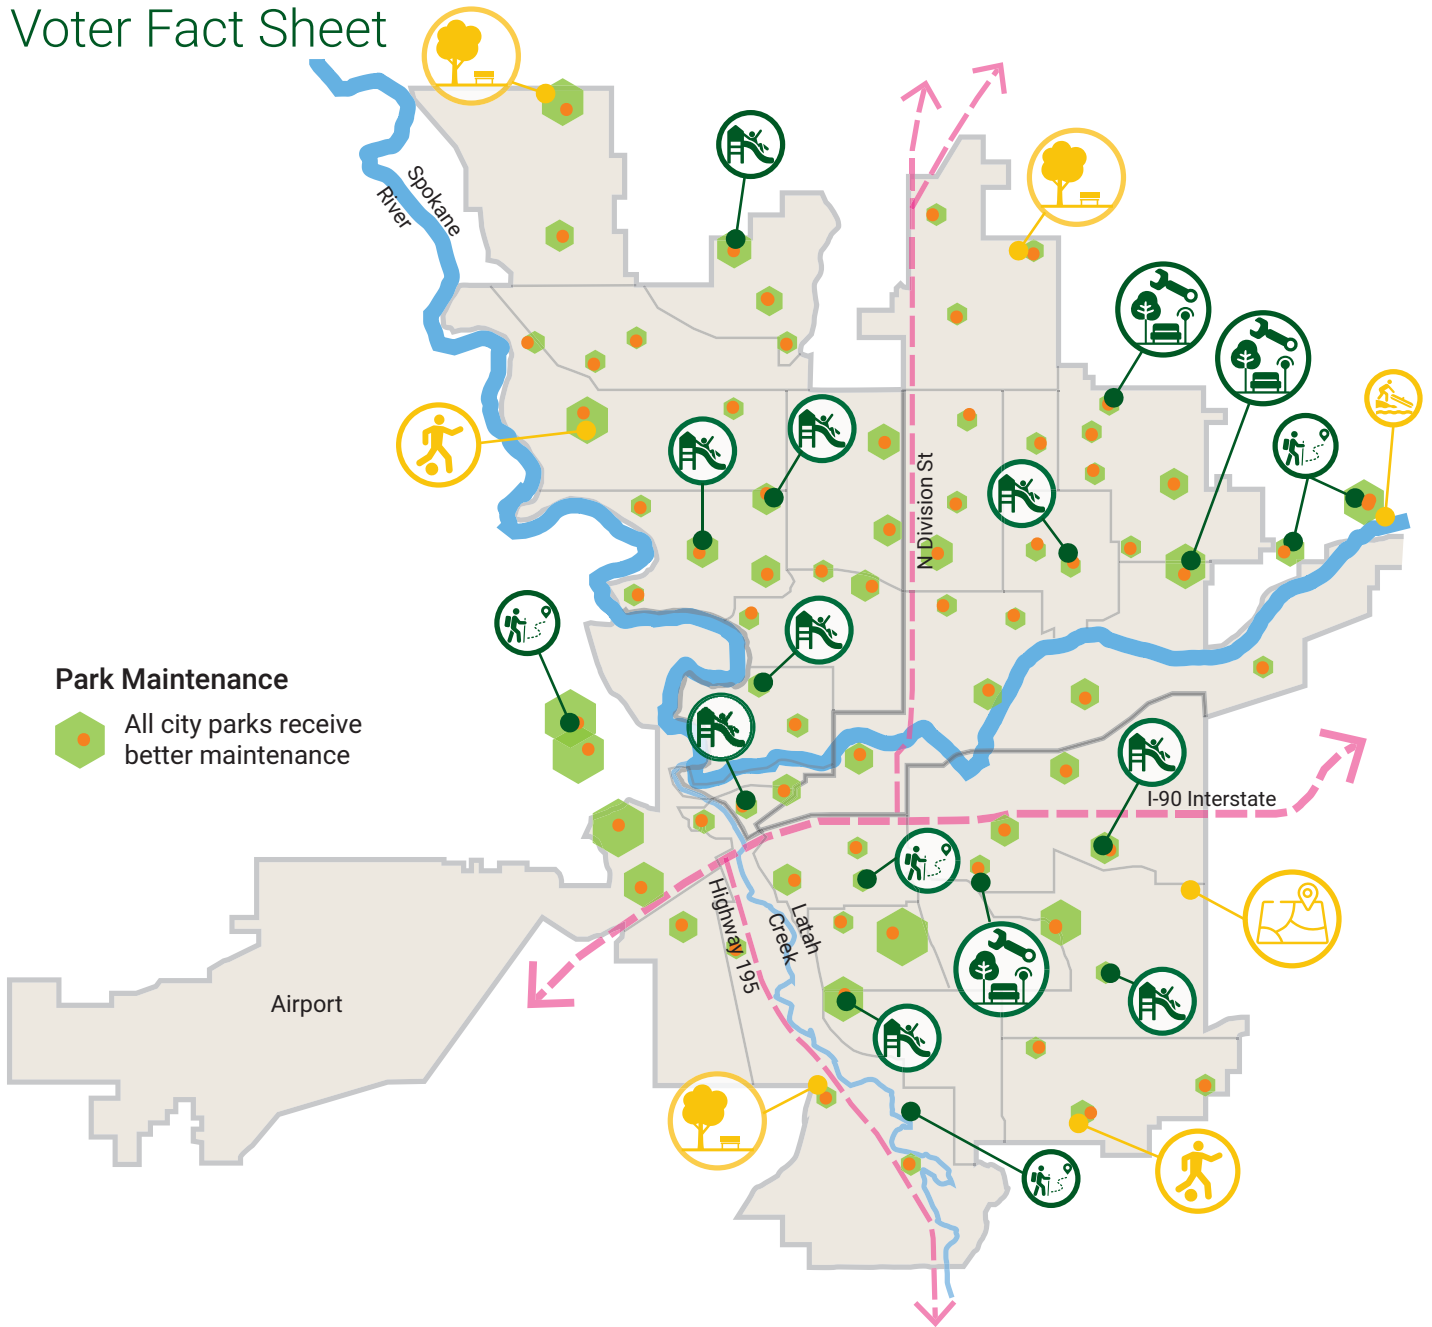 Voter Fact Sheet
Spokane
River
N Division St
Park Maintenance
All city parks receive
better maintenance
I-90 Interstate
Highway 195
Latah
Creek
Airport